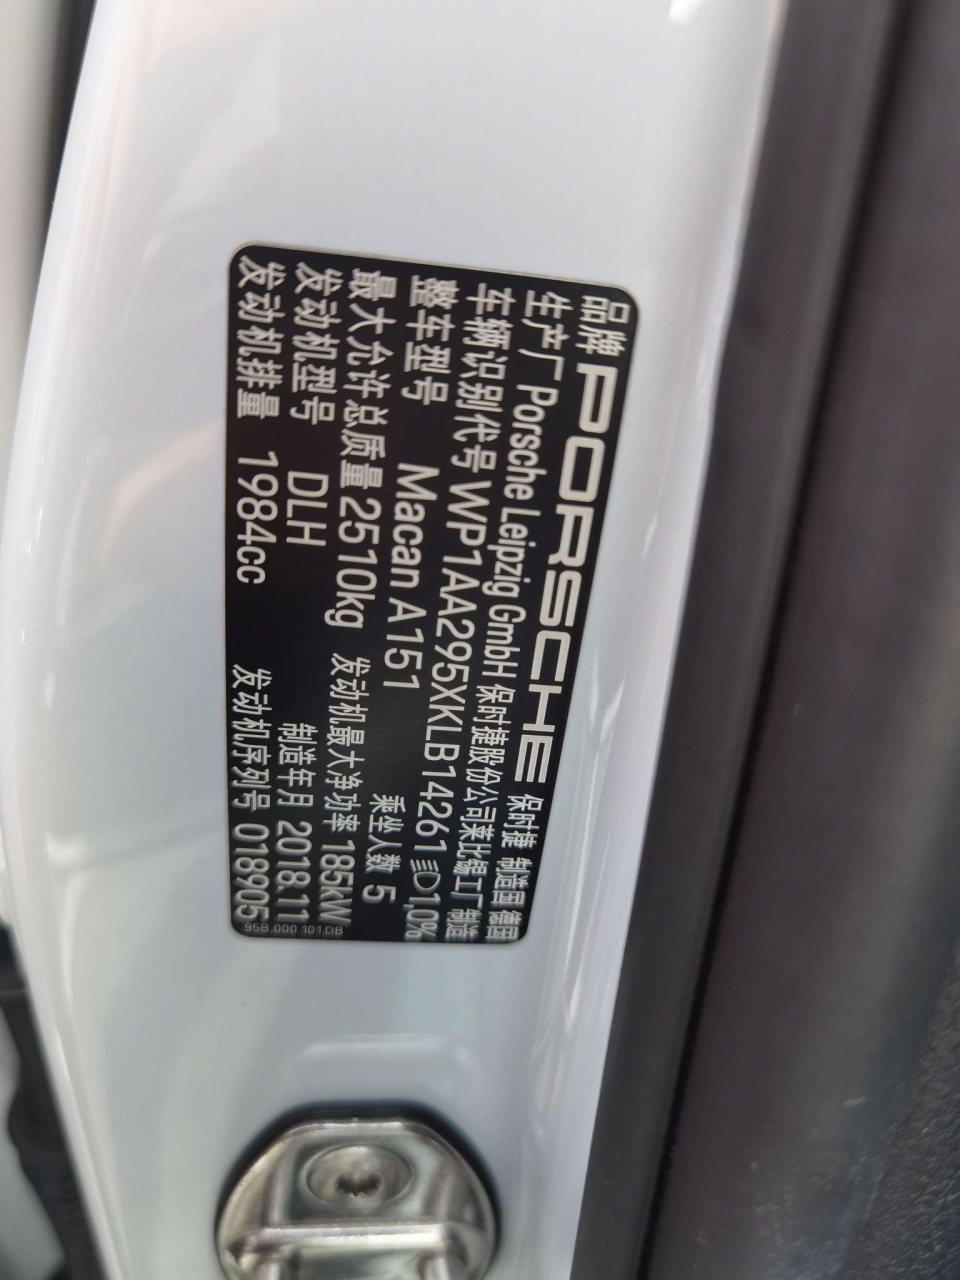 品牌 PORSCHE 保时捷 制造国 德国
生产厂 Porsche Leipzig GmbH 保时捷股份公司莱比锡工厂 制造
车辆识别代号 WP1AA295XKLB14261 1,0%
整车型号 Macan A151 乘坐人数 5
最大允许总质量 2510kg 发动机最大净功率 185KW
发动机型号 DLH 制造年月 2018.11
发动机排量 1984cc 发动机序列号 018905
95B.000.101.DB